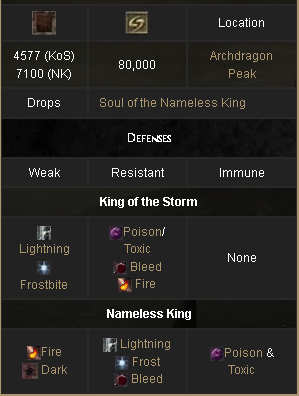 Location
4577 (KoS)
7100 (NK)
80,000
Archdragon
Peak
Drops
Soul of the Nameless King
DEFENSES
Weak
Resistant
Immune
King of the Storm
Lightning
Frostbite
Poison/
Toxic
Bleed
Fire
None
Nameless King
Fire
Dark
Lightning
Frost
Bleed
Poison &
Toxic